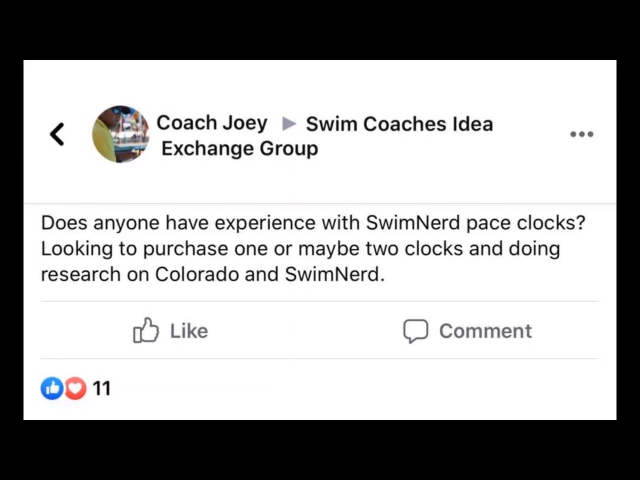 Coach Joey ▶ Swim Coaches Idea
Exchange Group
Does anyone have experience with SwimNerd pace clocks?
Looking to purchase one or maybe two clocks and doing
research on Colorado and SwimNerd.
Like
Comment
11